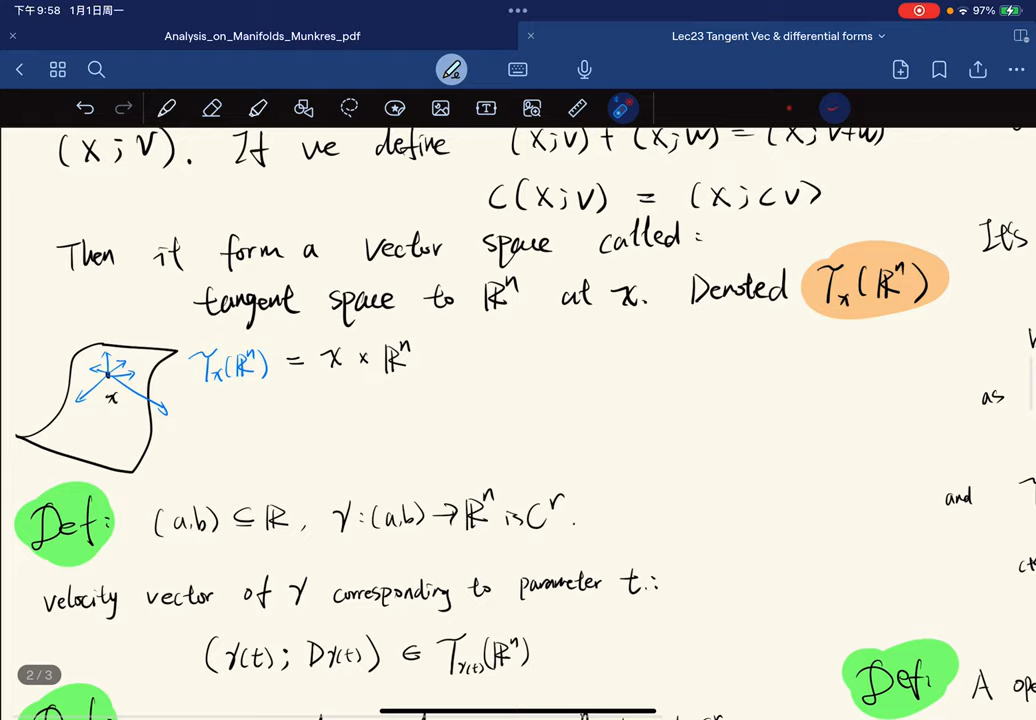 下午9:58 1月1日周一
97%
Analysis_on_Manifolds_Munkres_pdf
Lec23 Tangent Vec & differential forms
(x; v). If we define (x; v) + (x; w) = (x; v+w)
c(x; v) = (x; cv)
Then it form a vector space called:
tangent space to ℝⁿ at x. Denoted 𝒯ₓ(ℝⁿ)
𝒯ₓ(ℝⁿ) = x × ℝⁿ
x
Def: (a,b) ⊆ ℝ, γ: (a,b) → ℝⁿ is Cʳ.
velocity vector of γ corresponding to parameter t:
(γ(t); Dγ(t)) ∈ 𝒯_γ(t)(ℝⁿ)
2/3
It's
as
and
Def: A ope